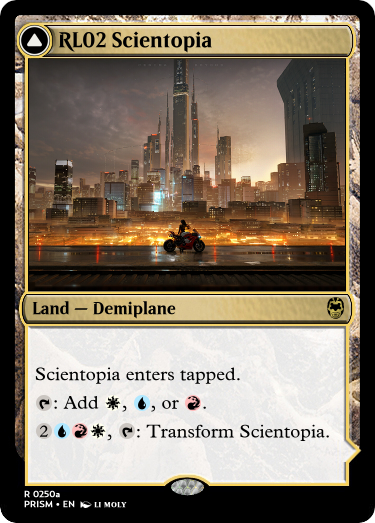 RL02 Scientopia
Land — Demiplane
Scientopia enters tapped.
: Add , , or .
2 , : Transform Scientopia.
R 0250a
PRISM • EN LI MOLY